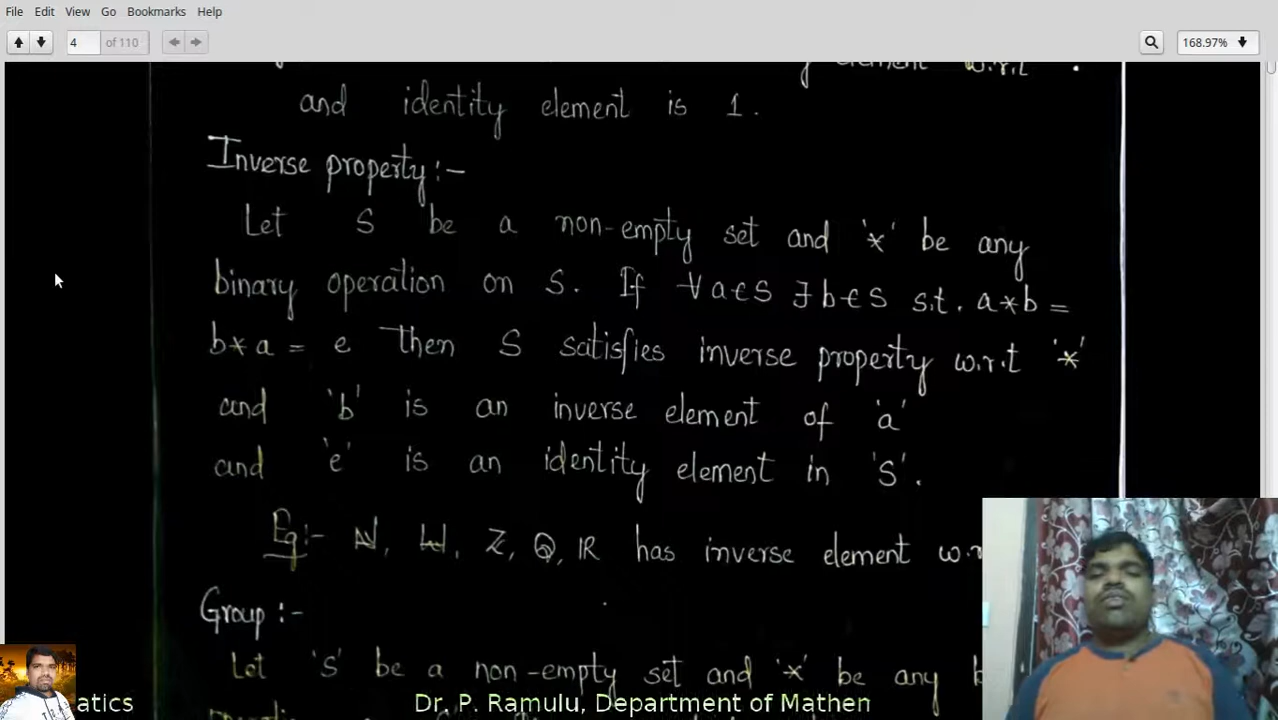 File Edit View Go Bookmarks Help
4 of 110 168.97%
element w.r.t .
and identity element is 1.
Inverse property:-
Let S be a non-empty set and '*' be any
binary operation on S. If ∀ a∈S ∃ b∈S s.t. a*b =
b*a = e then S satisfies inverse property w.r.t '*'
and 'b' is an inverse element of 'a'
and 'e' is an identity element in 'S'.
Eg:- N, W, Z, Q, IR has inverse element w.r
Group:-
Let 'S' be a non-empty set and '*' be any b
atics Dr. P. Ramulu, Department of Mathen